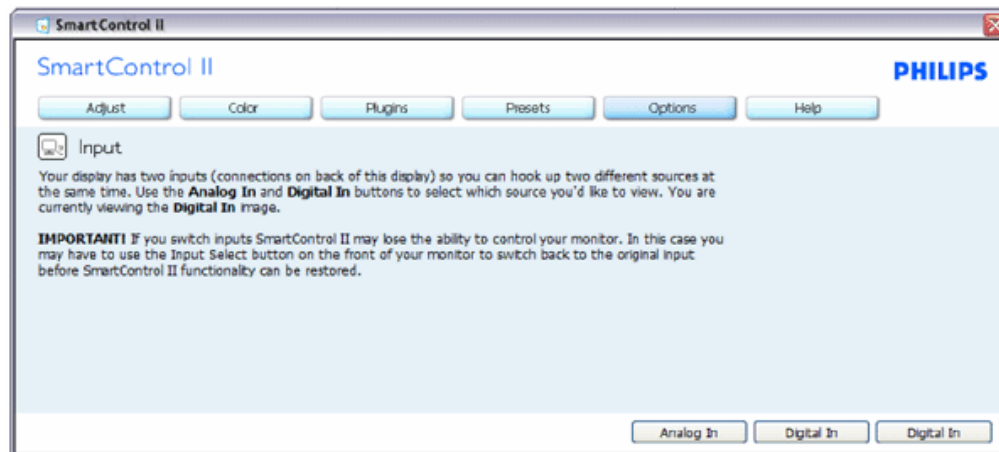 SmartControl II
SmartControl II
PHILIPS
Adjust Color Plugins Presets Options Help
Input
Your display has two inputs (connections on back of this display) so you can hook up two different sources at
the same time. Use the Analog In and Digital In buttons to select which source you'd like to view. You are
currently viewing the Digital In image.
IMPORTANT! If you switch inputs SmartControl II may lose the ability to control your monitor. In this case you
may have to use the Input Select button on the front of your monitor to switch back to the original input
before SmartControl II functionality can be restored.
Analog In Digital In Digital In